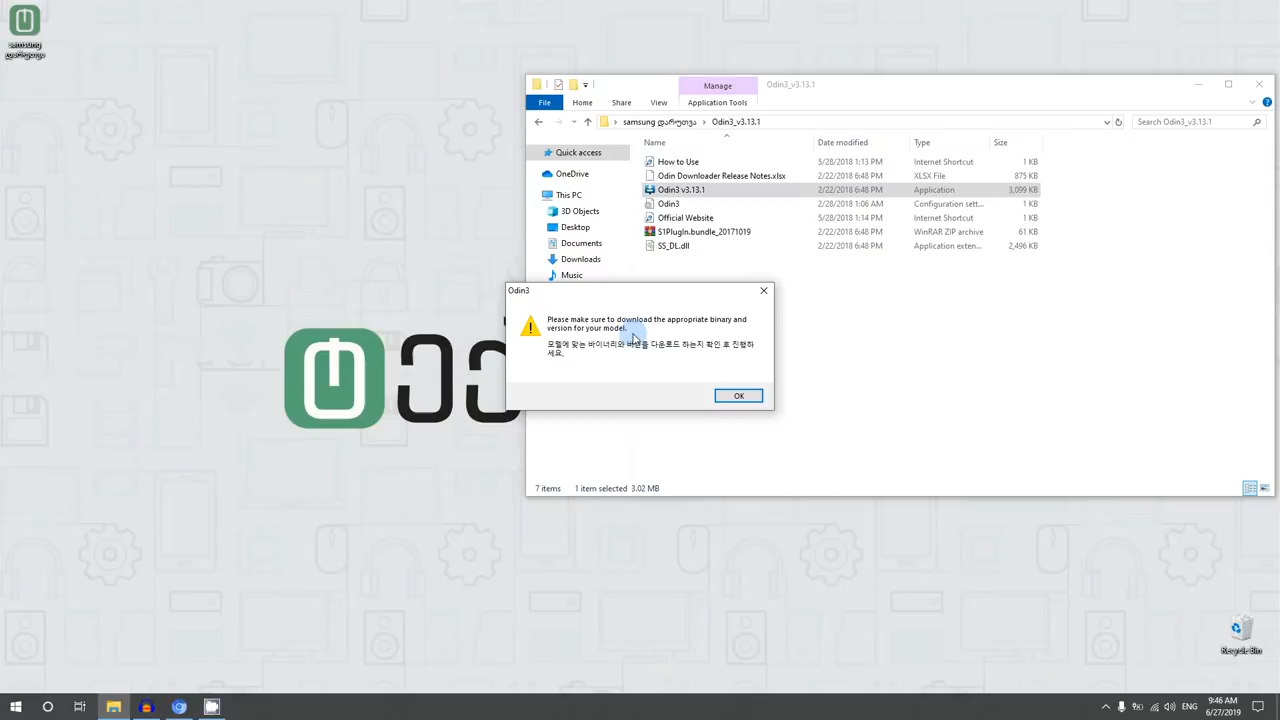 samsung
დარეუთვა
Manage
Odin3_v3.13.1
File
Home
Share
View
Application Tools
samsung დარეუთვა
Odin3_v3.13.1
Search Odin3_v3.13.1
Name
Date modified
Type
Size
Quick access
OneDrive
This PC
3D Objects
Desktop
Documents
Downloads
Music
How to Use
5/28/2018 1:13 PM
Internet Shortcut
1 KB
Odin Downloader Release Notes.xlsx
2/22/2018 6:48 PM
XLSX File
875 KB
Odin3 v3.13.1
2/22/2018 6:48 PM
Application
3,099 KB
Odin3
2/28/2018 1:06 AM
Configuration sett...
1 KB
Official Website
5/28/2018 1:14 PM
Internet Shortcut
1 KB
S1PlugIn.bundle_20171019
2/22/2018 6:48 PM
WinRAR ZIP archive
61 KB
SS_DL.dll
2/22/2018 6:48 PM
Application exten...
2,496 KB
Odin3
Please make sure to download the appropriate binary and
version for your model.
모델에 맞는 바이너리와 버전을 다운로드 하는지 확인 후 진행하
세요.
OK
7 items
1 item selected 3.02 MB
Recycle Bin
ENG
9:46 AM
6/27/2019